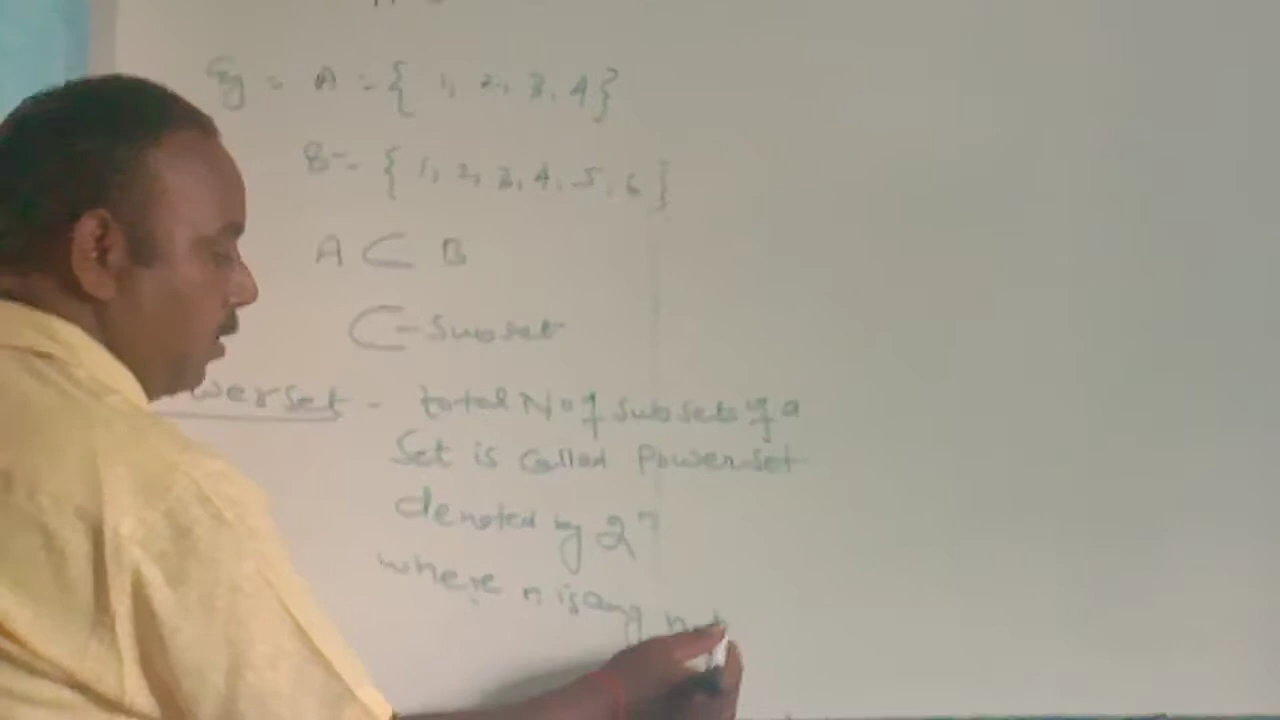 Eg = A = { 1, 2, 3, 4}
B = { 1, 2, 3, 4, 5, 6 }
A ⊂ B
⊂ - Subset
werset - total No of subsets of a
Set is called Powerset
denoted by 2ⁿ
where n is any